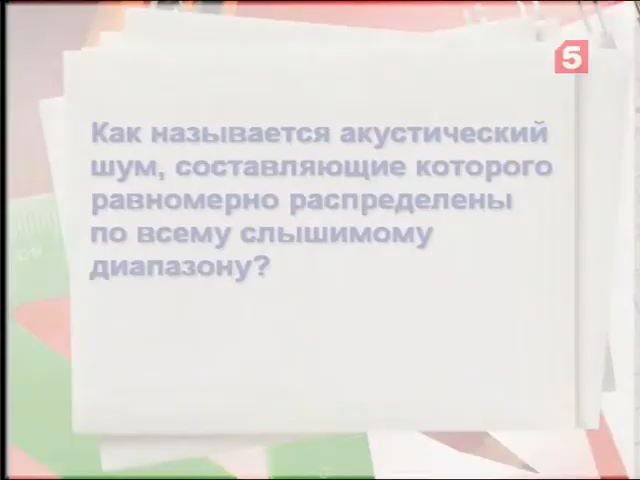 5
Как называется акустический
шум, составляющие которого
равномерно распределены
по всему слышимому
диапазону?